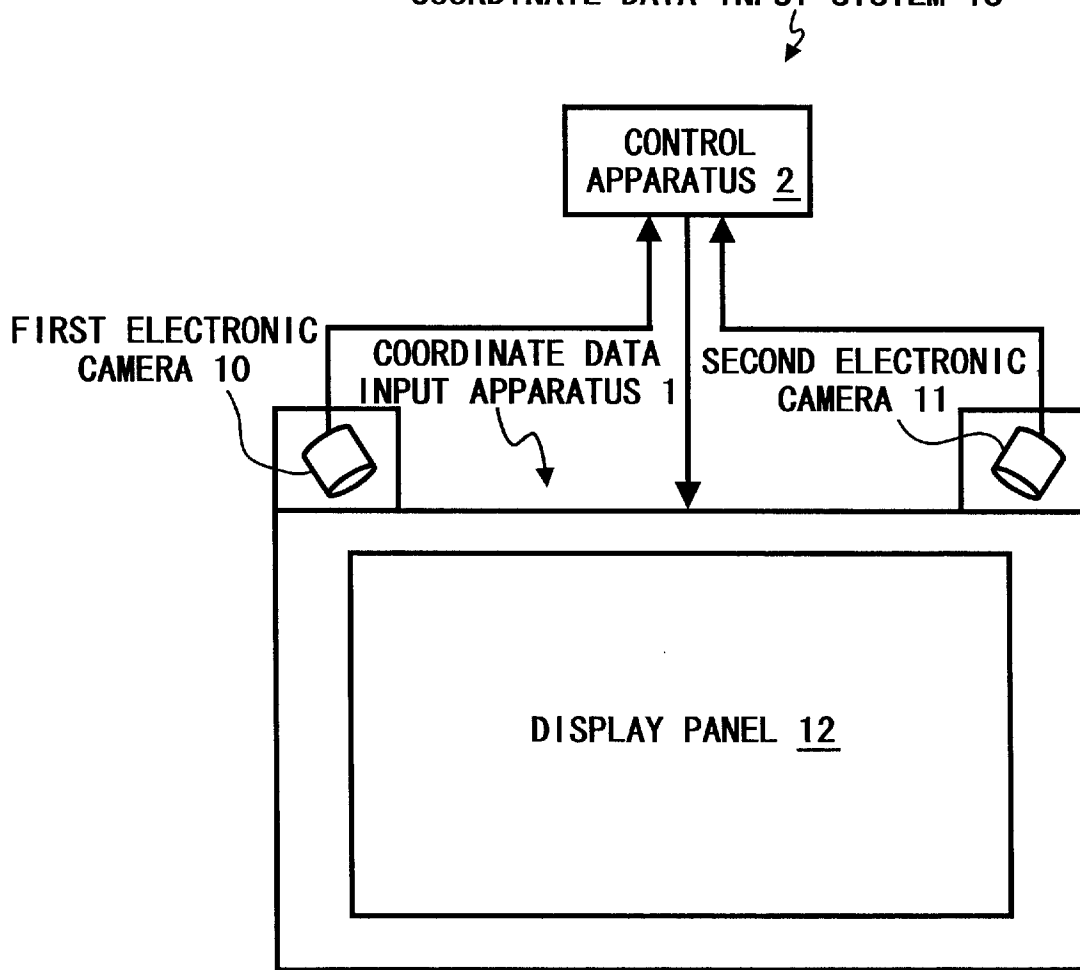 CONTROL
APPARATUS 2
FIRST ELECTRONIC
CAMERA 10
COORDINATE DATA
INPUT APPARATUS 1
SECOND ELECTRONIC
CAMERA 11
DISPLAY PANEL 12